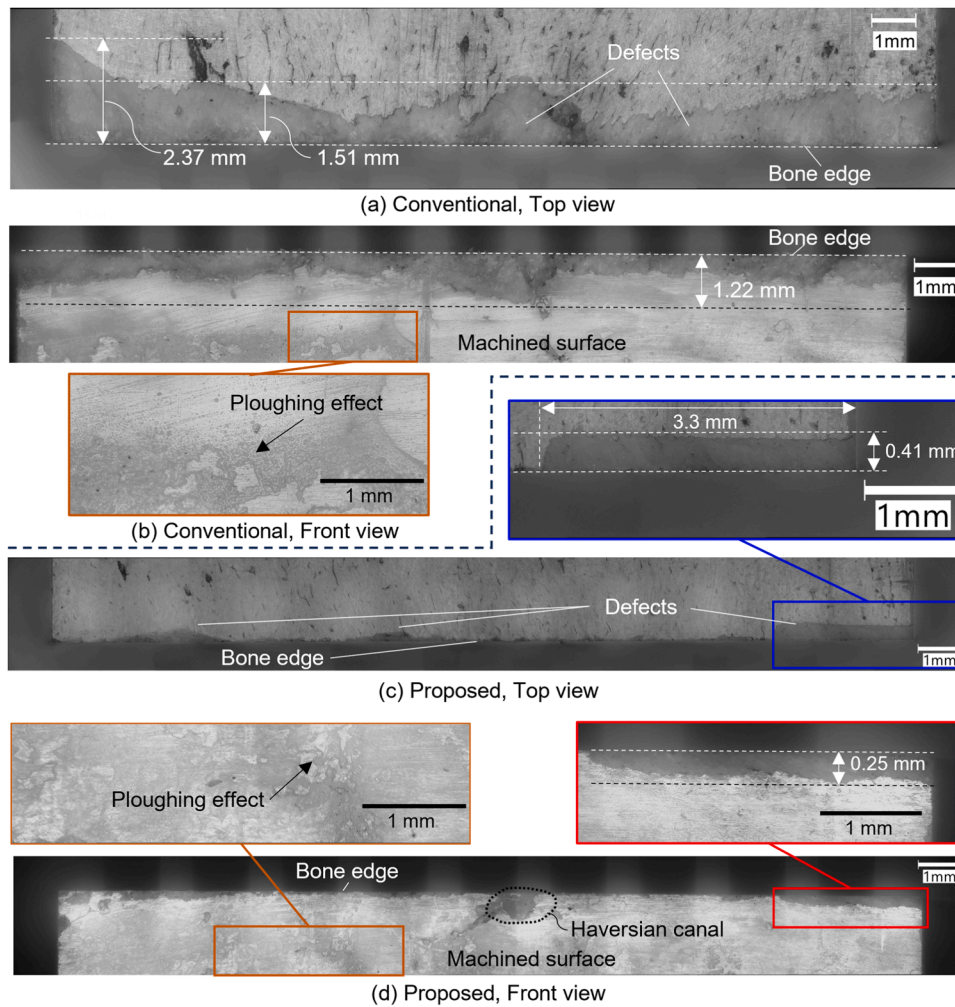 1mm
Defects
2.37 mm
1.51 mm
Bone edge
(a) Conventional, Top view
Bone edge
1mm
1.22 mm
Machined surface
Ploughing effect
1 mm
(b) Conventional, Front view
3.3 mm
0.41 mm
1mm
Defects
Bone edge
1mm
(c) Proposed, Top view
Ploughing effect
1 mm
0.25 mm
1 mm
1mm
Bone edge
Haversian canal
Machined surface
(d) Proposed, Front view